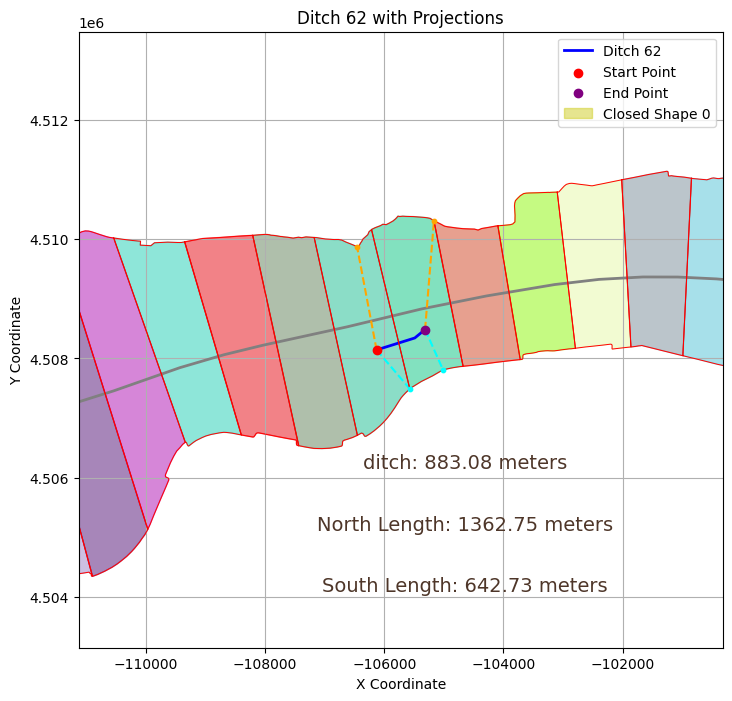 Ditch 62 with Projections
1e6
Ditch 62
Start Point
End Point
Closed Shape 0
4.512
4.510
4.508
4.506
4.504
Y Coordinate
ditch: 883.08 meters
North Length: 1362.75 meters
South Length: 642.73 meters
−110000 −108000 −106000 −104000 −102000
X Coordinate